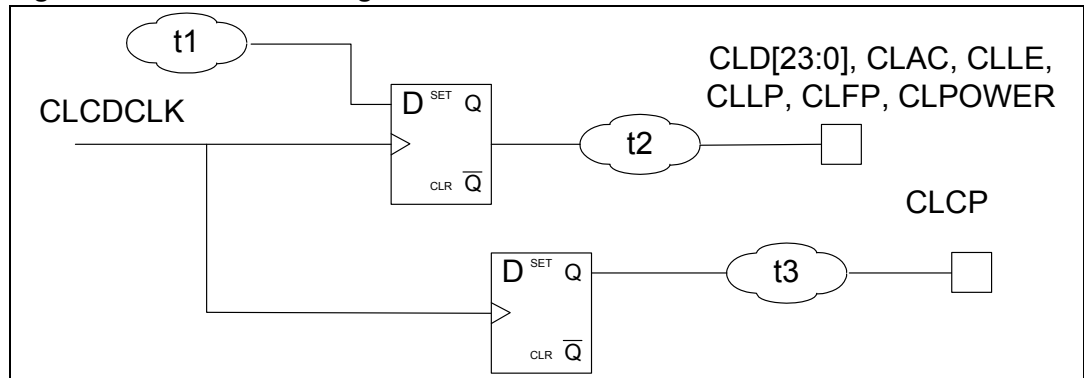 t1
CLD[23:0], CLAC, CLLE,
CLLP, CLFP, CLPOWER
CLCDCLK
D SET Q
t2
CLR Q
CLCP
D SET Q
t3
CLR Q